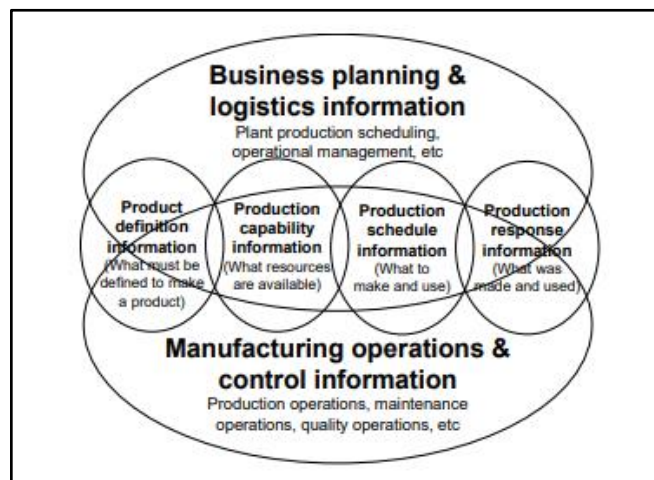 Business planning &
logistics information
Plant production scheduling,
operational management, etc
Product
definition
information
(What must be
defined to make
a product)
Production
capability
information
(What resources
are available)
Production
schedule
information
(What to
make and use)
Production
response
information
(What was
made and used)
Manufacturing operations &
control information
Production operations, maintenance
operations, quality operations, etc